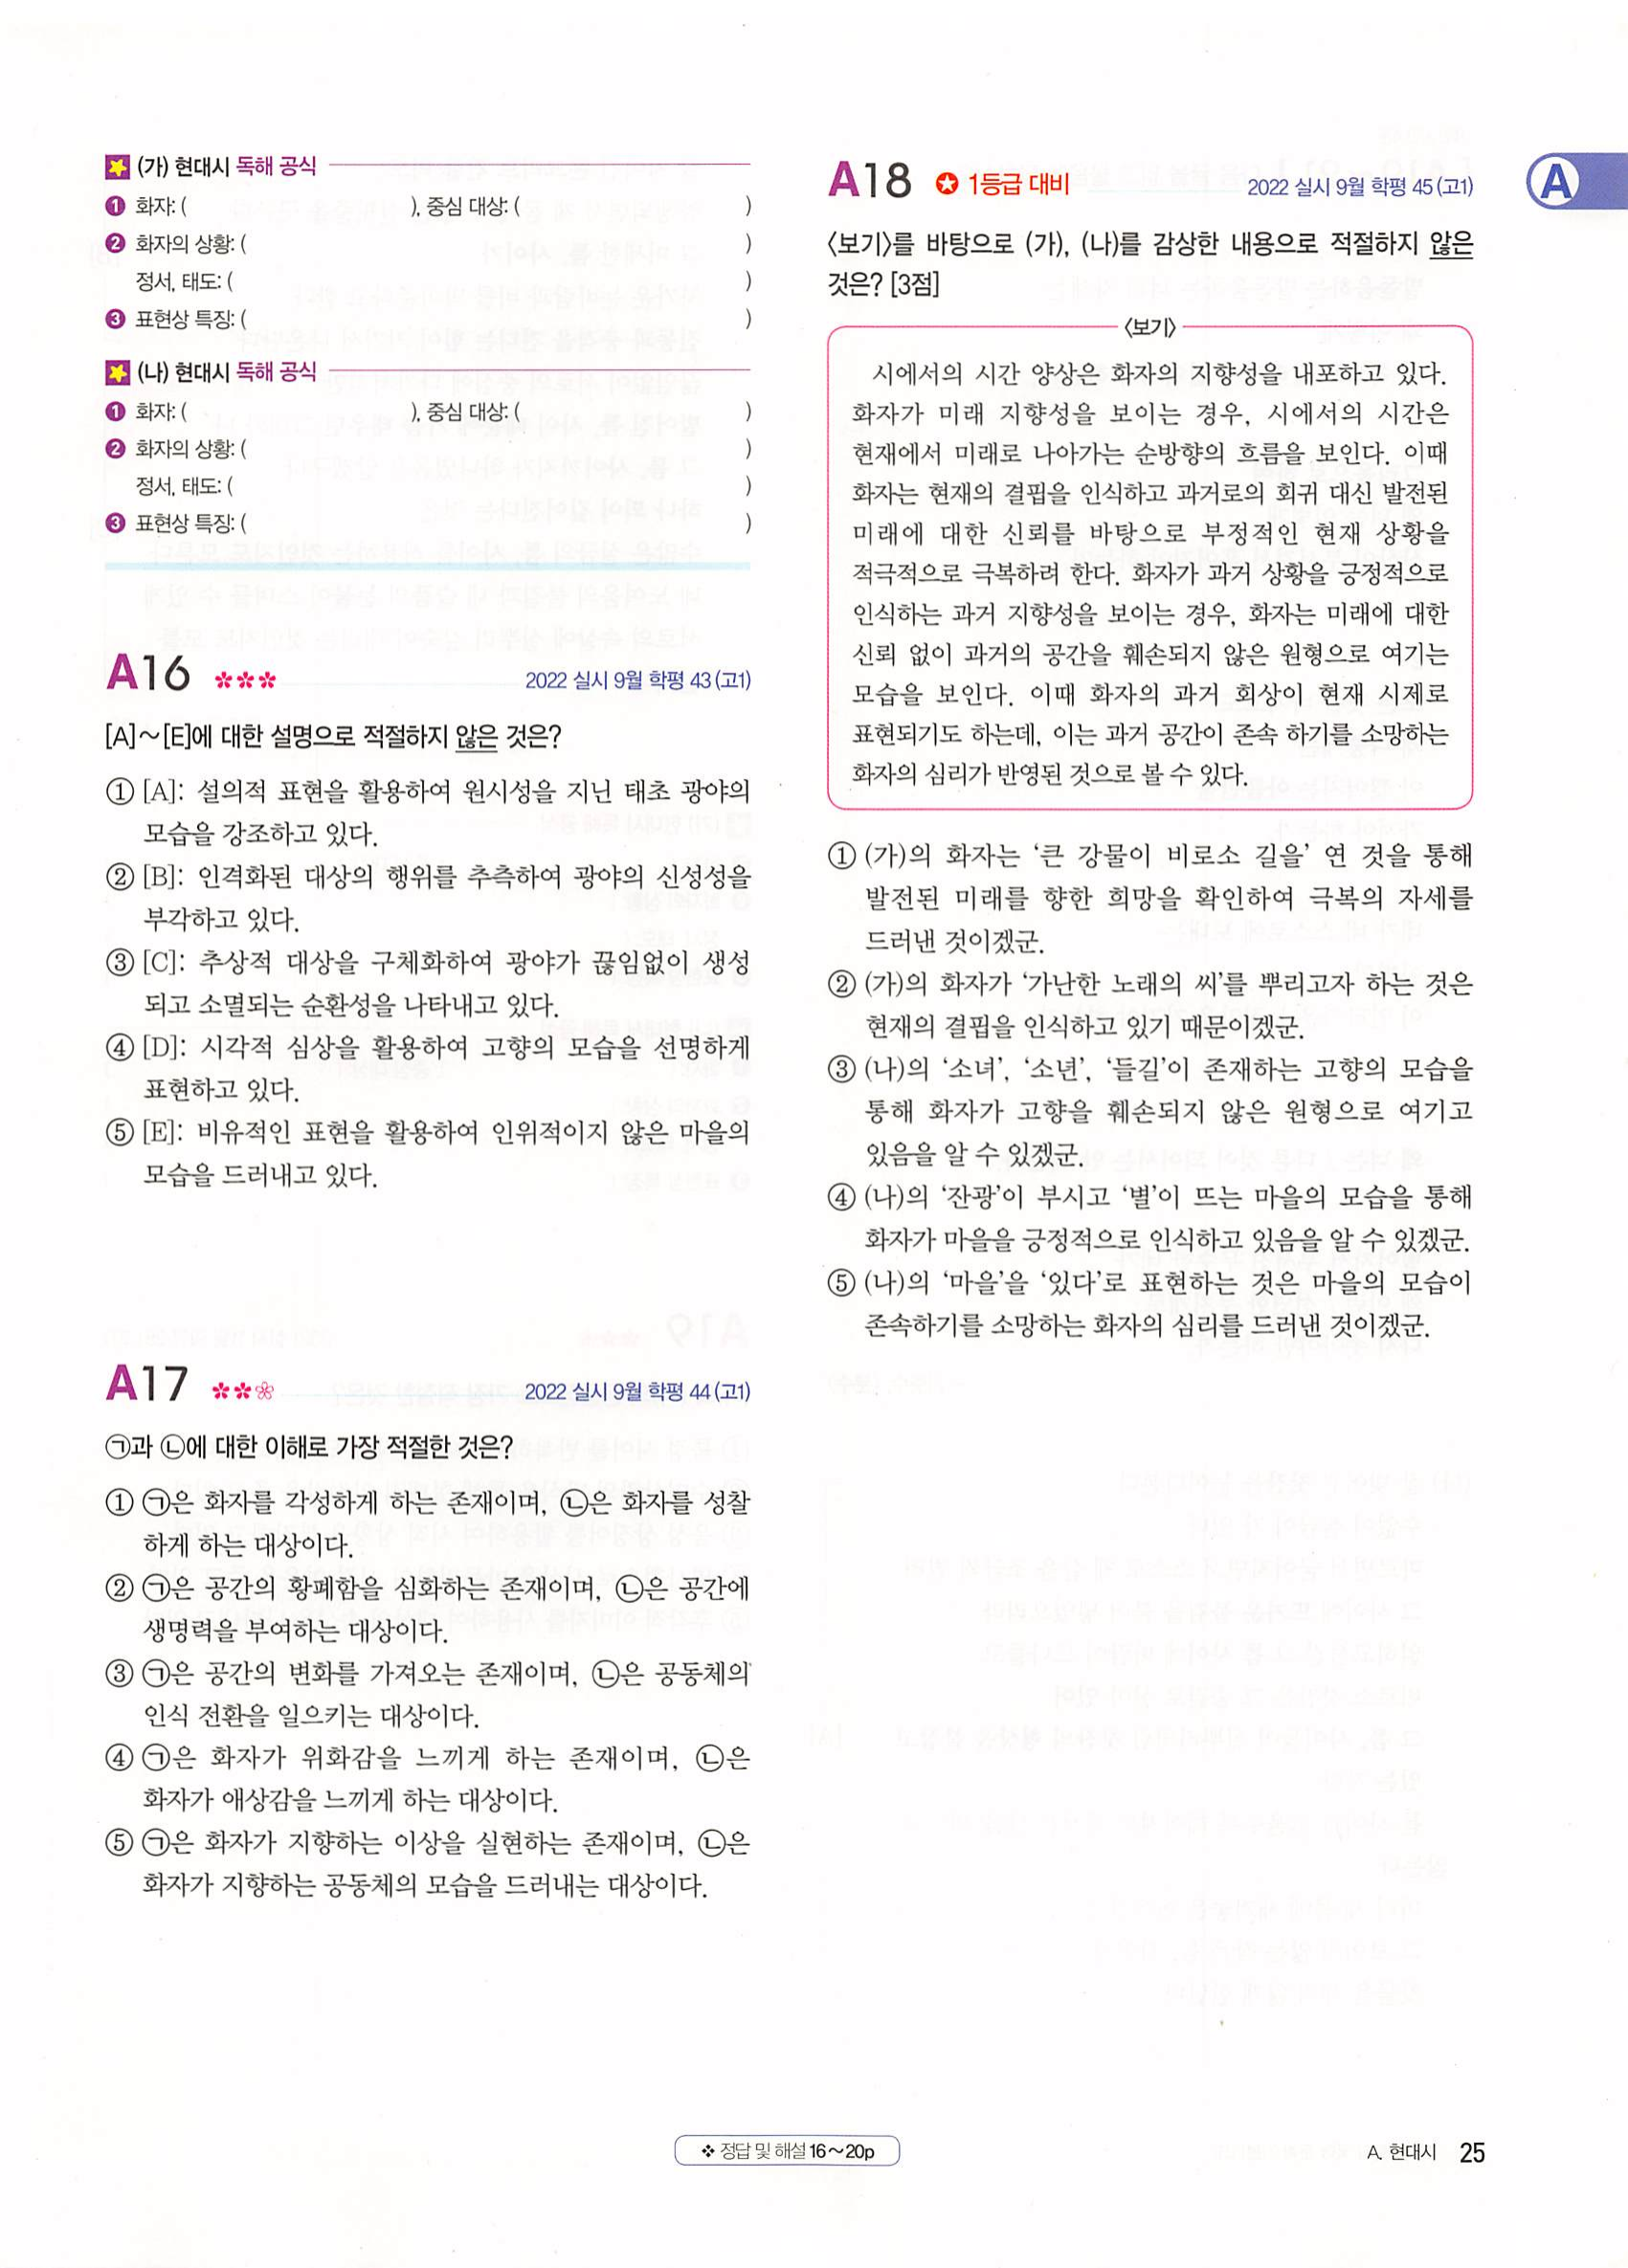 (가) 현대시 독해 공식
❶ 화자: ( ), 중심 대상: ( )
❷ 화자의 상황: ( )
정서, 태도: ( )
❸ 표현상 특징: ( )
(나) 현대시 독해 공식
❶ 화자: ( ), 중심 대상: ( )
❷ 화자의 상황: ( )
정서, 태도: ( )
❸ 표현상 특징: ( )
A16 2022 실시 9월 학평 43 (고1)
[A]~[E]에 대한 설명으로 적절하지 않은 것은?
① [A]: 설의적 표현을 활용하여 원시성을 지닌 태초 광야의
모습을 강조하고 있다.
② [B]: 인격화된 대상의 행위를 추측하여 광야의 신성성을
부각하고 있다.
③ [C]: 추상적 대상을 구체화하여 광야가 끊임없이 생성
되고 소멸되는 순환성을 나타내고 있다.
④ [D]: 시각적 심상을 활용하여 고향의 모습을 선명하게
표현하고 있다.
⑤ [E]: 비유적인 표현을 활용하여 인위적이지 않은 마을의
모습을 드러내고 있다.
A17 2022 실시 9월 학평 44 (고1)
㉠과 ㉡에 대한 이해로 가장 적절한 것은?
① ㉠은 화자를 각성하게 하는 존재이며, ㉡은 화자를 성찰
하게 하는 대상이다.
② ㉠은 공간의 황폐함을 심화하는 존재이며, ㉡은 공간에
생명력을 부여하는 대상이다.
③ ㉠은 공간의 변화를 가져오는 존재이며, ㉡은 공동체의
인식 전환을 일으키는 대상이다.
④ ㉠은 화자가 위화감을 느끼게 하는 존재이며, ㉡은
화자가 애상감을 느끼게 하는 대상이다.
⑤ ㉠은 화자가 지향하는 이상을 실현하는 존재이며, ㉡은
화자가 지향하는 공동체의 모습을 드러내는 대상이다.
A18 1등급 대비 2022 실시 9월 학평 45 (고1)
<보기>를 바탕으로 (가), (나)를 감상한 내용으로 적절하지 않은
것은? [3점]
<보기>
시에서의 시간 양상은 화자의 지향성을 내포하고 있다.
화자가 미래 지향성을 보이는 경우, 시에서의 시간은
현재에서 미래로 나아가는 순방향의 흐름을 보인다. 이때
화자는 현재의 결핍을 인식하고 과거로의 회귀 대신 발전된
미래에 대한 신뢰를 바탕으로 부정적인 현재 상황을
적극적으로 극복하려 한다. 화자가 과거 상황을 긍정적으로
인식하는 과거 지향성을 보이는 경우, 화자는 미래에 대한
신뢰 없이 과거의 공간을 훼손되지 않은 원형으로 여기는
모습을 보인다. 이때 화자의 과거 회상이 현재 시제로
표현되기도 하는데, 이는 과거 공간이 존속 하기를 소망하는
화자의 심리가 반영된 것으로 볼 수 있다.
① (가)의 화자는 ‘큰 강물이 비로소 길을’ 연 것을 통해
발전된 미래를 향한 희망을 확인하여 극복의 자세를
드러낸 것이겠군.
② (가)의 화자가 ‘가난한 노래의 씨’를 뿌리고자 하는 것은
현재의 결핍을 인식하고 있기 때문이겠군.
③ (나)의 ‘소녀’, ‘소년’, ‘들길’이 존재하는 고향의 모습을
통해 화자가 고향을 훼손되지 않은 원형으로 여기고
있음을 알 수 있겠군.
④ (나)의 ‘잔광’이 부시고 ‘별’이 뜨는 마을의 모습을 통해
화자가 마을을 긍정적으로 인식하고 있음을 알 수 있겠군.
⑤ (나)의 ‘마을’을 ‘있다’로 표현하는 것은 마을의 모습이
존속하기를 소망하는 화자의 심리를 드러낸 것이겠군.
A
❖ 정답 및 해설 16~20p
A. 현대시 25